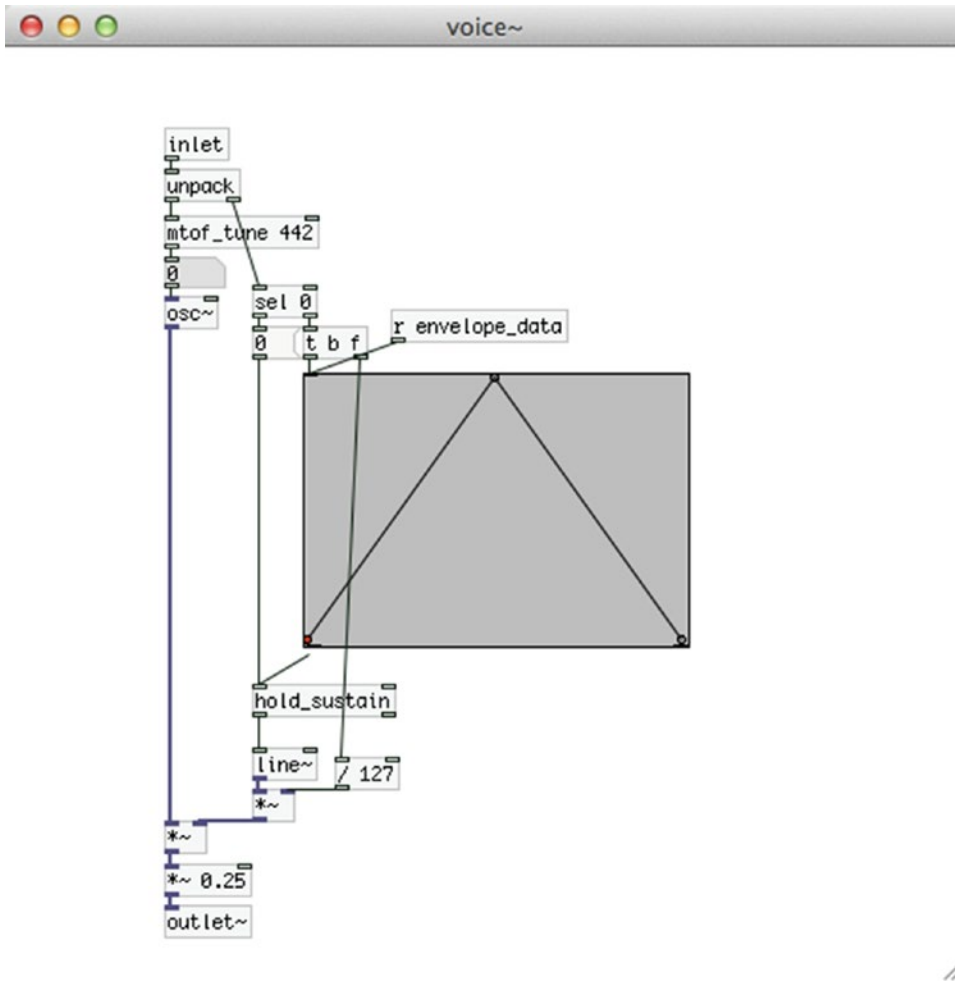 voice~
inlet
unpack
mtof_tune 442
0
osc~
sel 0
r envelope_data
0
t b f
hold_sustain
line~
/ 127
*~
*~
*~ 0.25
outlet~